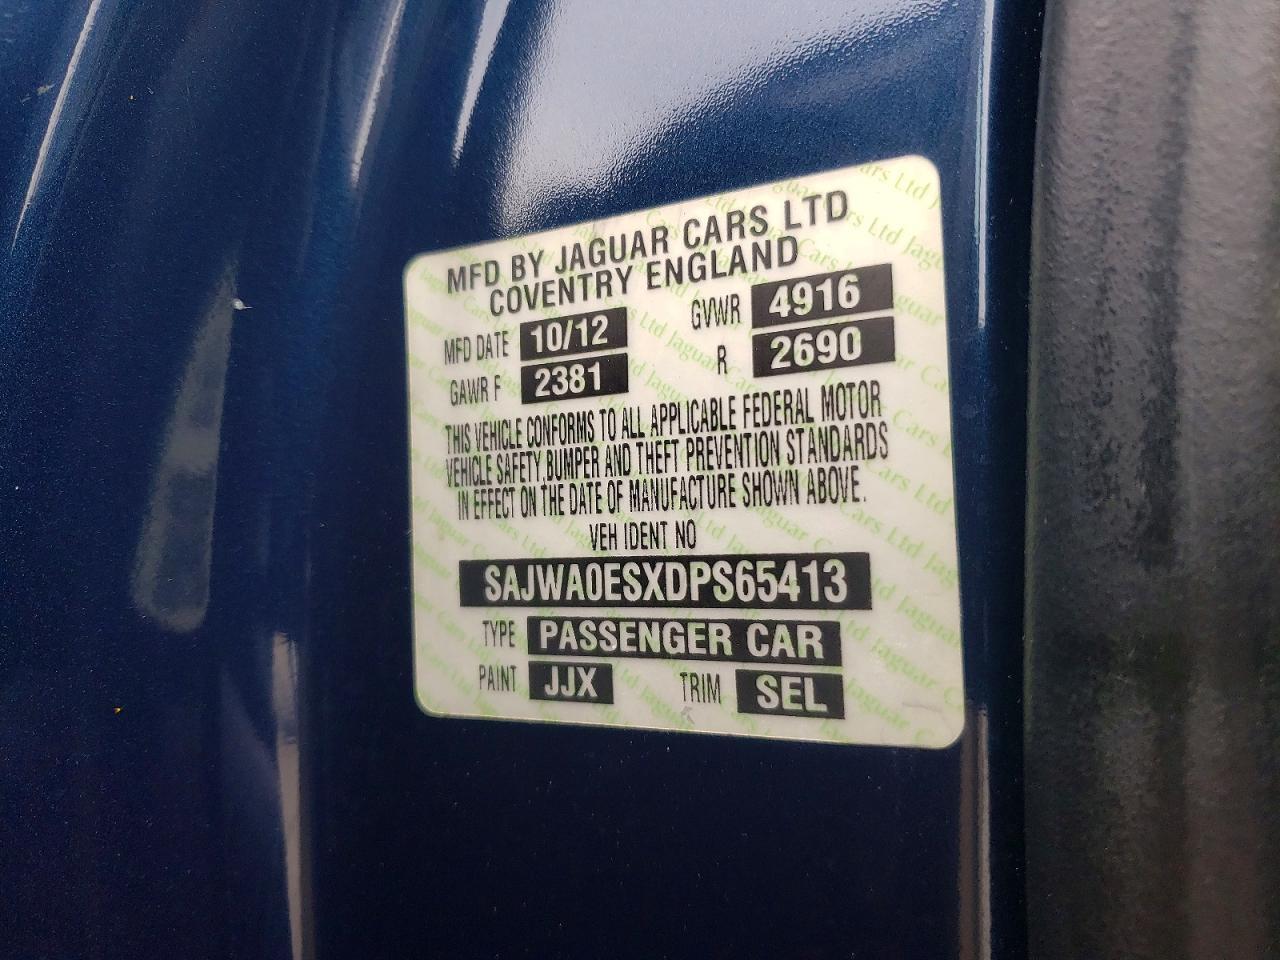 MFD BY JAGUAR CARS LTD
COVENTRY ENGLAND
MFD DATE 10/12 GVWR 4916
GAWR F 2381 R 2690
THIS VEHICLE CONFORMS TO ALL APPLICABLE FEDERAL MOTOR
VEHICLE SAFETY, BUMPER AND THEFT PREVENTION STANDARDS
IN EFFECT ON THE DATE OF MANUFACTURE SHOWN ABOVE.
VEH IDENT NO
SAJWA0ESXDPS65413
TYPE PASSENGER CAR
PAINT JJX TRIM SEL